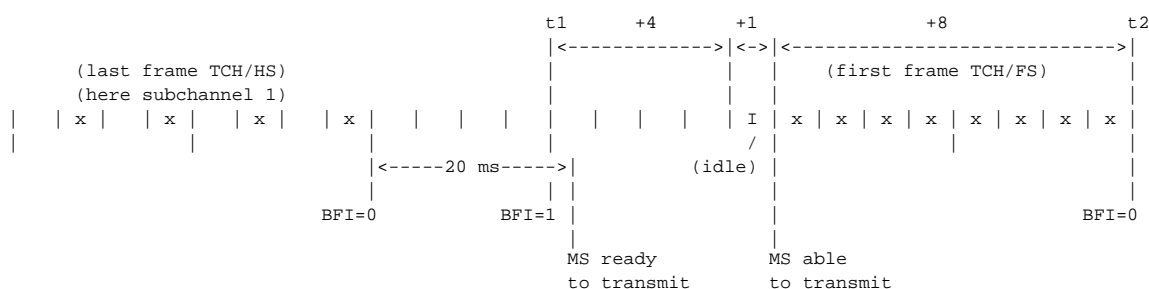 t1 +4 +1 +8 t2
|<------------->|<->|<----------------------------->|
(last frame TCH/HS) | | | (first frame TCH/FS) |
(here subchannel 1) | | | |
| | x | | x | | x | | x | | | | | | | | | I | x | x | x | x | x | x | x | x |
| | | | / | | |
|<-----20 ms----->| (idle) | |
| | | | |
BFI=0 BFI=1 | | BFI=0
| |
MS ready MS able
to transmit to transmit